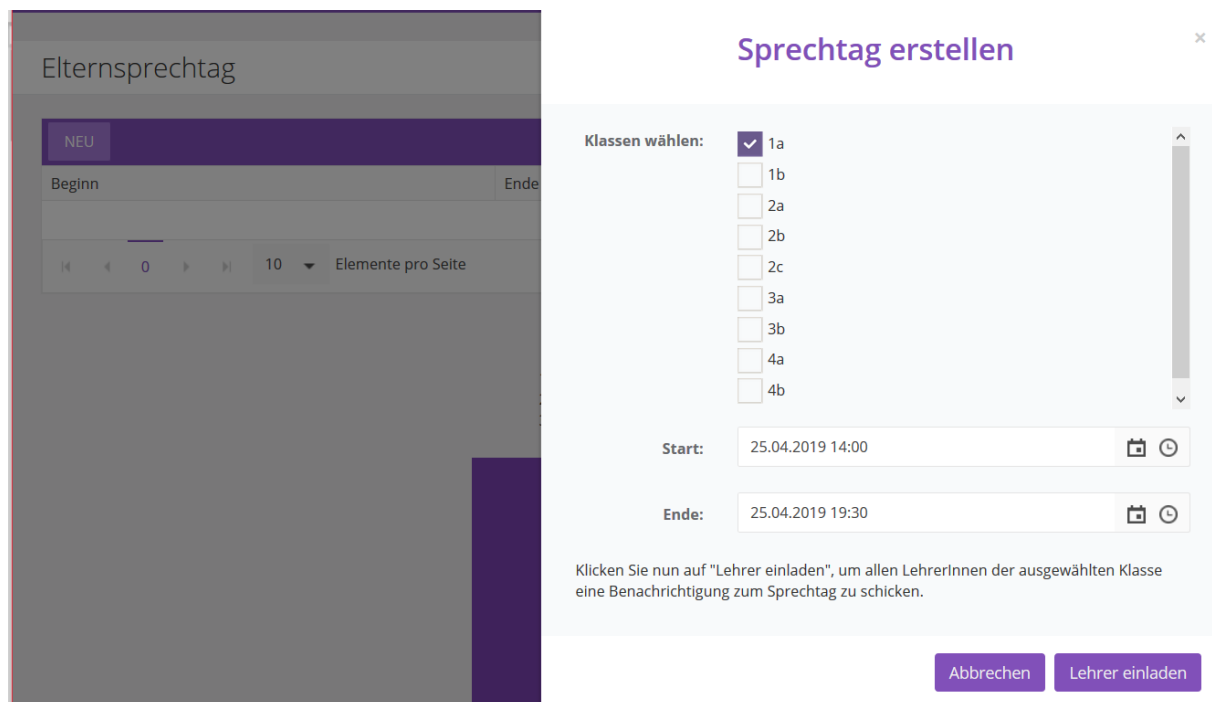 Elternsprechtag
NEU
Beginn
Ende
0
10
Elemente pro Seite
Sprechtag erstellen
×
Klassen wählen:
1a
1b
2a
2b
2c
3a
3b
4a
4b
Start:
25.04.2019 14:00
Ende:
25.04.2019 19:30
Klicken Sie nun auf "Lehrer einladen", um allen LehrerInnen der ausgewählten Klasse
eine Benachrichtigung zum Sprechtag zu schicken.
Abbrechen
Lehrer einladen